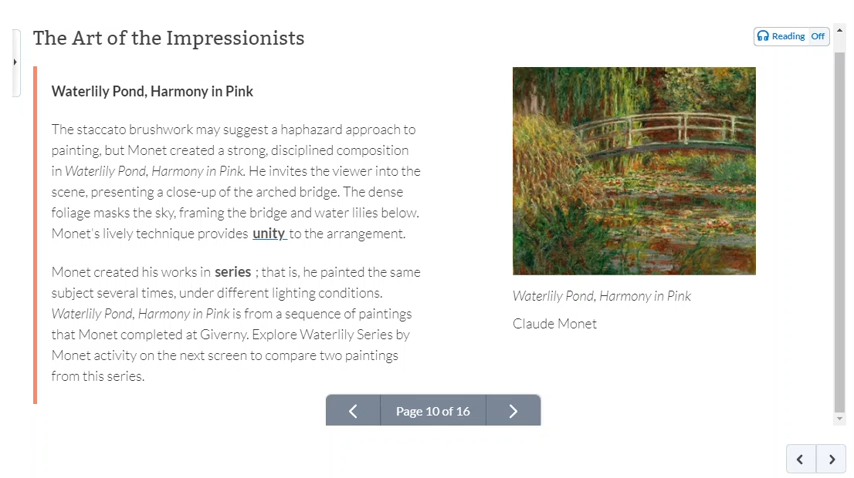 The Art of the Impressionists
Reading Off
Waterlily Pond, Harmony in Pink
The staccato brushwork may suggest a haphazard approach to
painting, but Monet created a strong, disciplined composition
in Waterlily Pond, Harmony in Pink. He invites the viewer into the
scene, presenting a close-up of the arched bridge. The dense
foliage masks the sky, framing the bridge and water lilies below.
Monet's lively technique provides unity to the arrangement.
Monet created his works in series ; that is, he painted the same
subject several times, under different lighting conditions.
Waterlily Pond, Harmony in Pink is from a sequence of paintings
that Monet completed at Giverny. Explore Waterlily Series by
Monet activity on the next screen to compare two paintings
from this series.
Waterlily Pond, Harmony in Pink
Claude Monet
Page 10 of 16